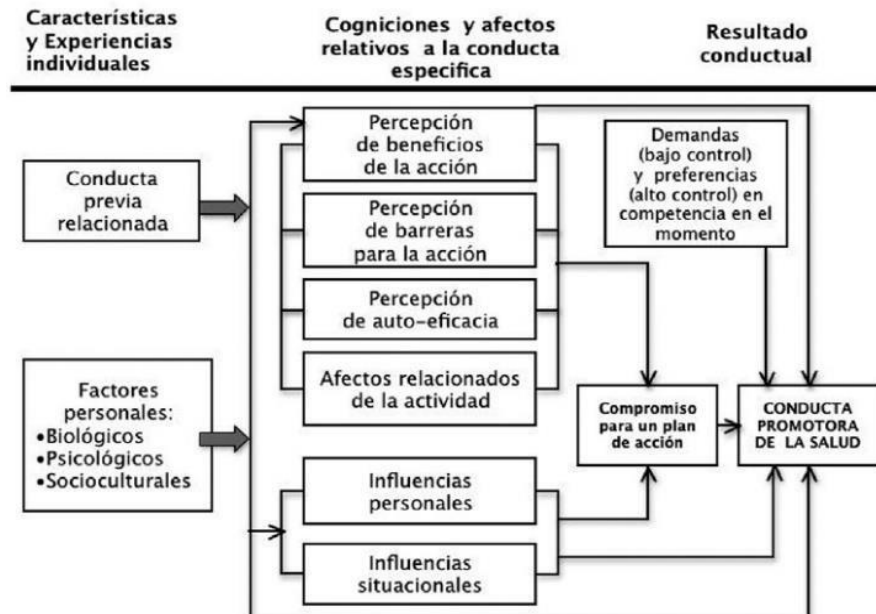 Características
y Experiencias
individuales
Cogniciones y afectos
relativos a la conducta
especifica
Resultado
conductual
Conducta
previa
relacionada
Factores
personales:
•Biológicos
•Psicológicos
•Socioculturales
Percepción
de beneficios
de la acción
Percepción
de barreras
para la acción
Percepción
de auto-eficacia
Afectos relacionados
de la actividad
Influencias
personales
Influencias
situacionales
Demandas
(bajo control)
y preferencias
(alto control) en
competencia en el
momento
Compromiso
para un plan
de acción
CONDUCTA
PROMOTORA
DE LA SALUD